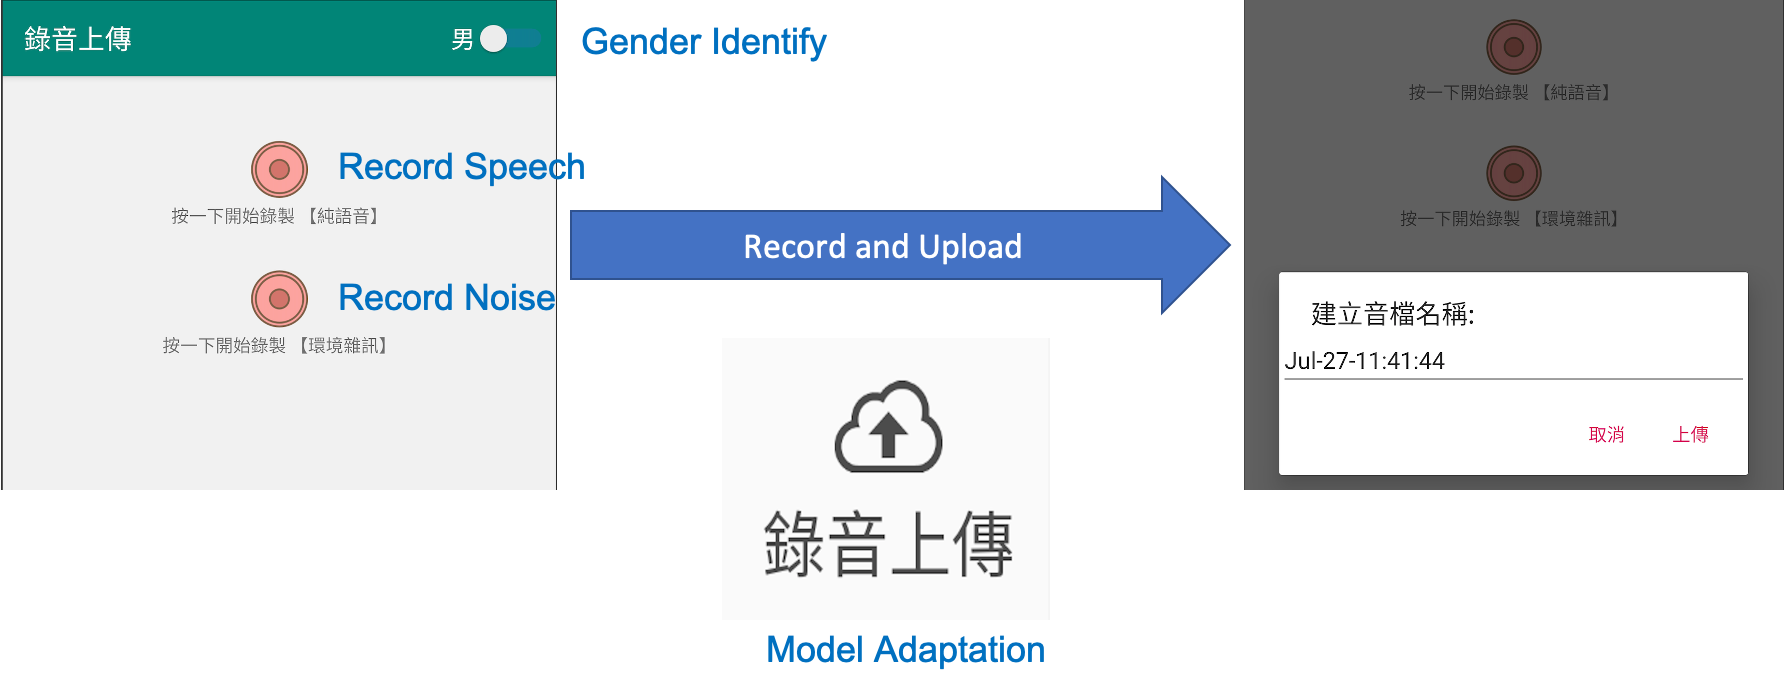 錄音上傳
男
Gender Identify
Record Speech
按一下開始錄製 【純語音】
Record Noise
按一下開始錄製 【環境雜訊】
Record and Upload
錄音上傳
Model Adaptation
按一下開始錄製 【純語音】
按一下開始錄製 【環境雜訊】
建立音檔名稱:
Jul-27-11:41:44
取消
上傳